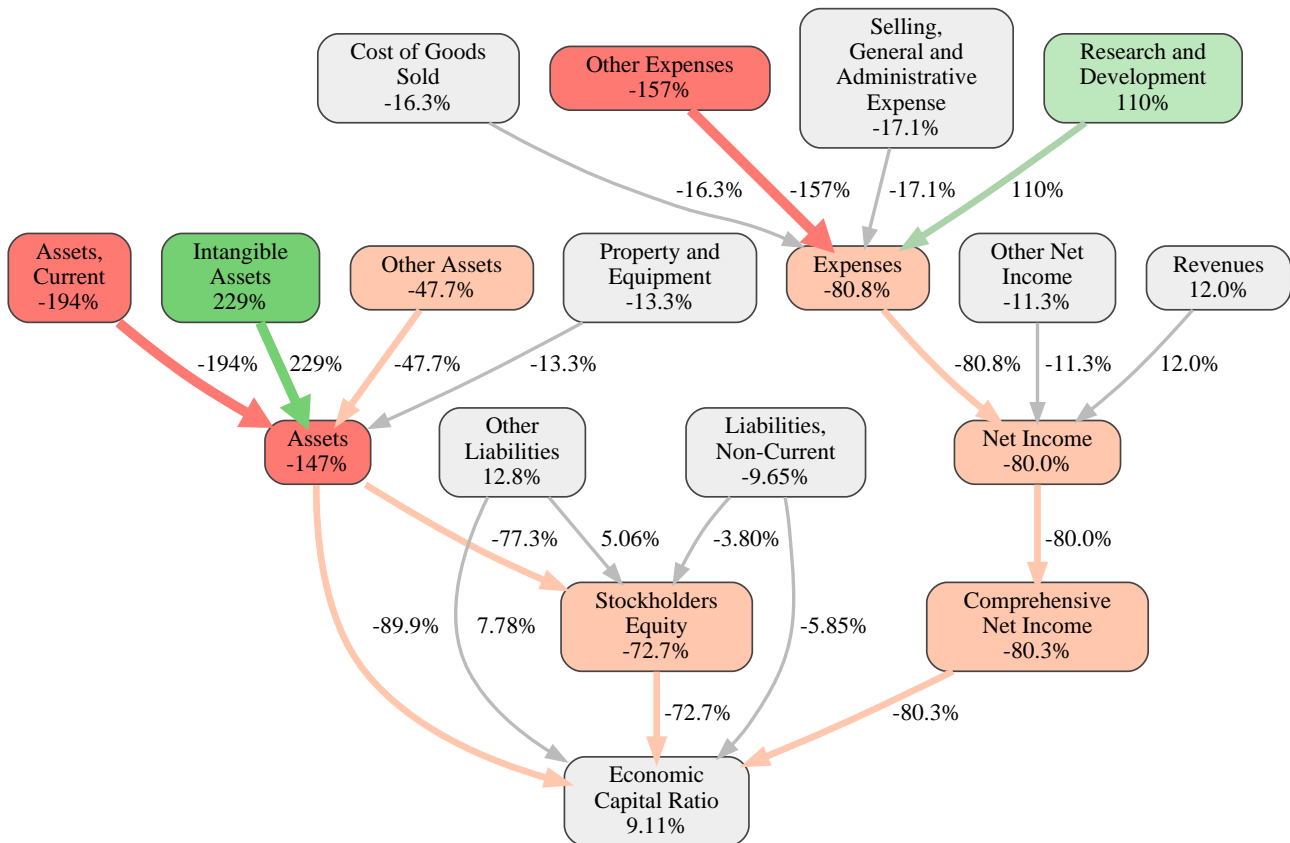 Cost of Goods
Sold
-16.3%
Other Expenses
-157%
Selling,
General and
Administrative
Expense
-17.1%
Research and
Development
110%
-16.3%
-157%
-17.1%
110%
Assets,
Current
-194%
Intangible
Assets
229%
Other Assets
-47.7%
Property and
Equipment
-13.3%
Expenses
-80.8%
Other Net
Income
-11.3%
Revenues
12.0%
-194%
229%
-47.7%
-13.3%
-80.8%
-11.3%
12.0%
Assets
-147%
Other
Liabilities
12.8%
Liabilities,
Non-Current
-9.65%
Net Income
-80.0%
-77.3%
5.06%
-3.80%
-80.0%
Stockholders
Equity
-72.7%
Comprehensive
Net Income
-80.3%
-89.9%
7.78%
-5.85%
-72.7%
-80.3%
Economic
Capital Ratio
9.11%